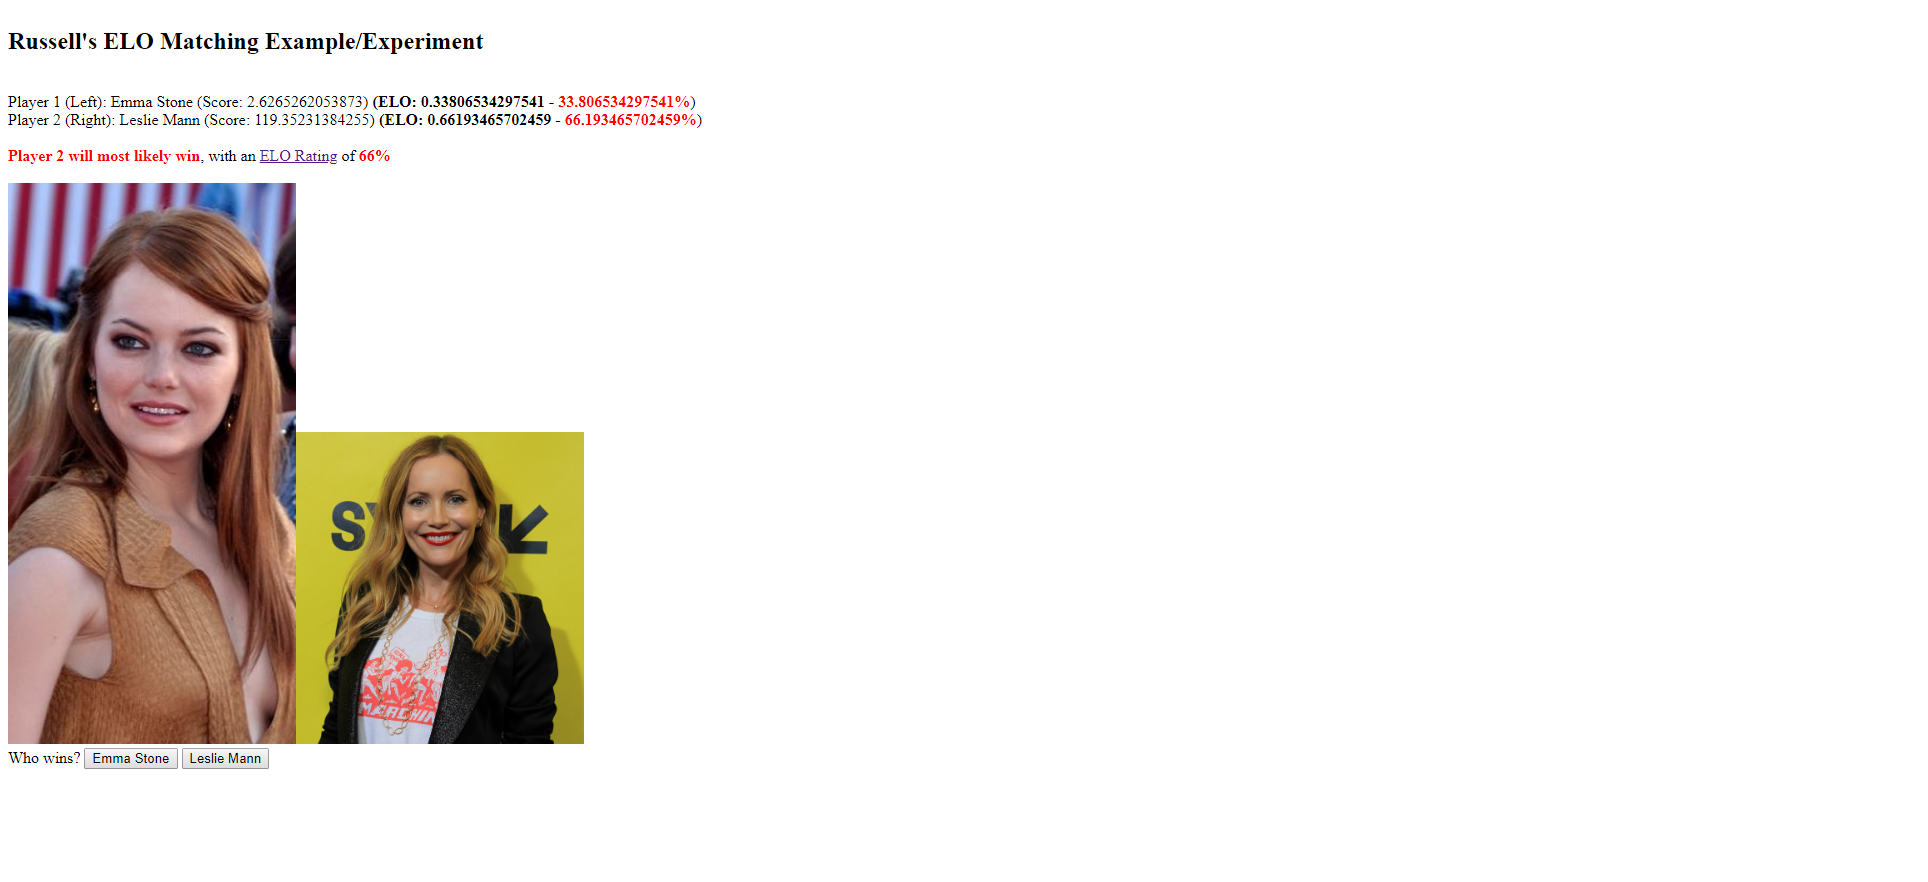 Russell's ELO Matching Example/Experiment
Player 1 (Left): Emma Stone (Score: 2.6265262053873) (ELO: 0.33806534297541 - 33.806534297541%)
Player 2 (Right): Leslie Mann (Score: 119.35231384255) (ELO: 0.66193465702459 - 66.193465702459%)
Player 2 will most likely win, with an ELO Rating of 66%
S
MARCHIN
Who wins? Emma Stone Leslie Mann